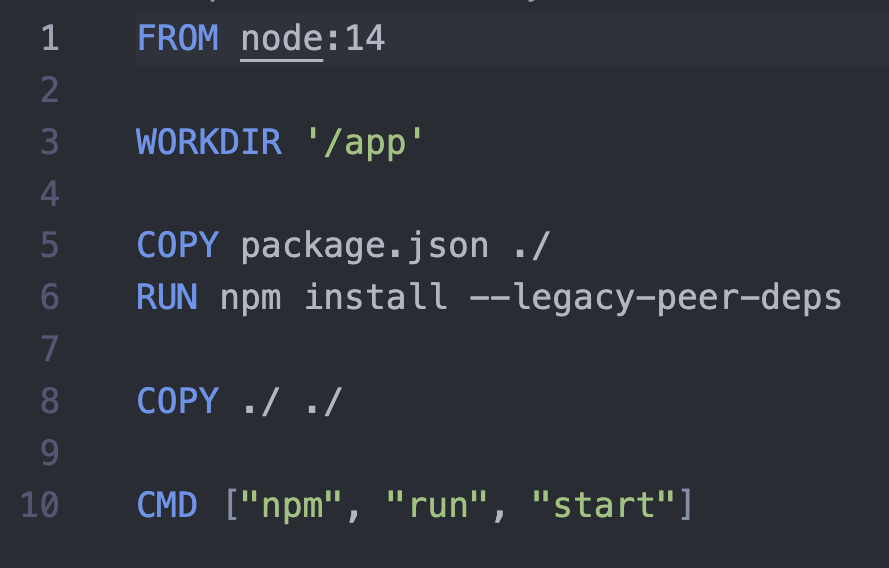 1 FROM node:14
2
3 WORKDIR '/app'
4
5 COPY package.json ./
6 RUN npm install --legacy-peer-deps
7
8 COPY ./ ./
9
10 CMD ["npm", "run", "start"]